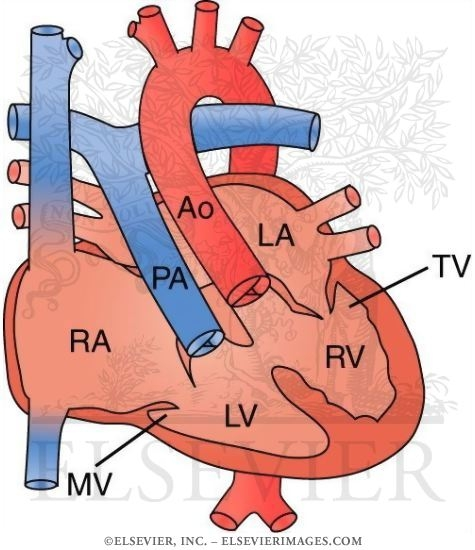 Ao
LA
TV
PA
RA
RV
LV
MV
ELSEVIER
©ELSEVIER, INC. – ELSEVIERIMAGES.COM